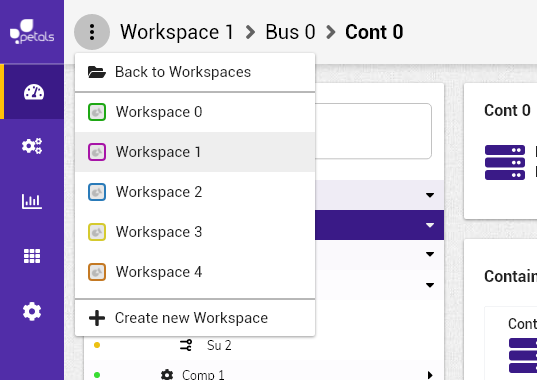 petals
Workspace 1 > Bus 0 > Cont 0
Back to Workspaces
Workspace 0
Workspace 1
Workspace 2
Workspace 3
Workspace 4
Create new Workspace
Su 2
Comp 1
Cont 0
Contain
Cont